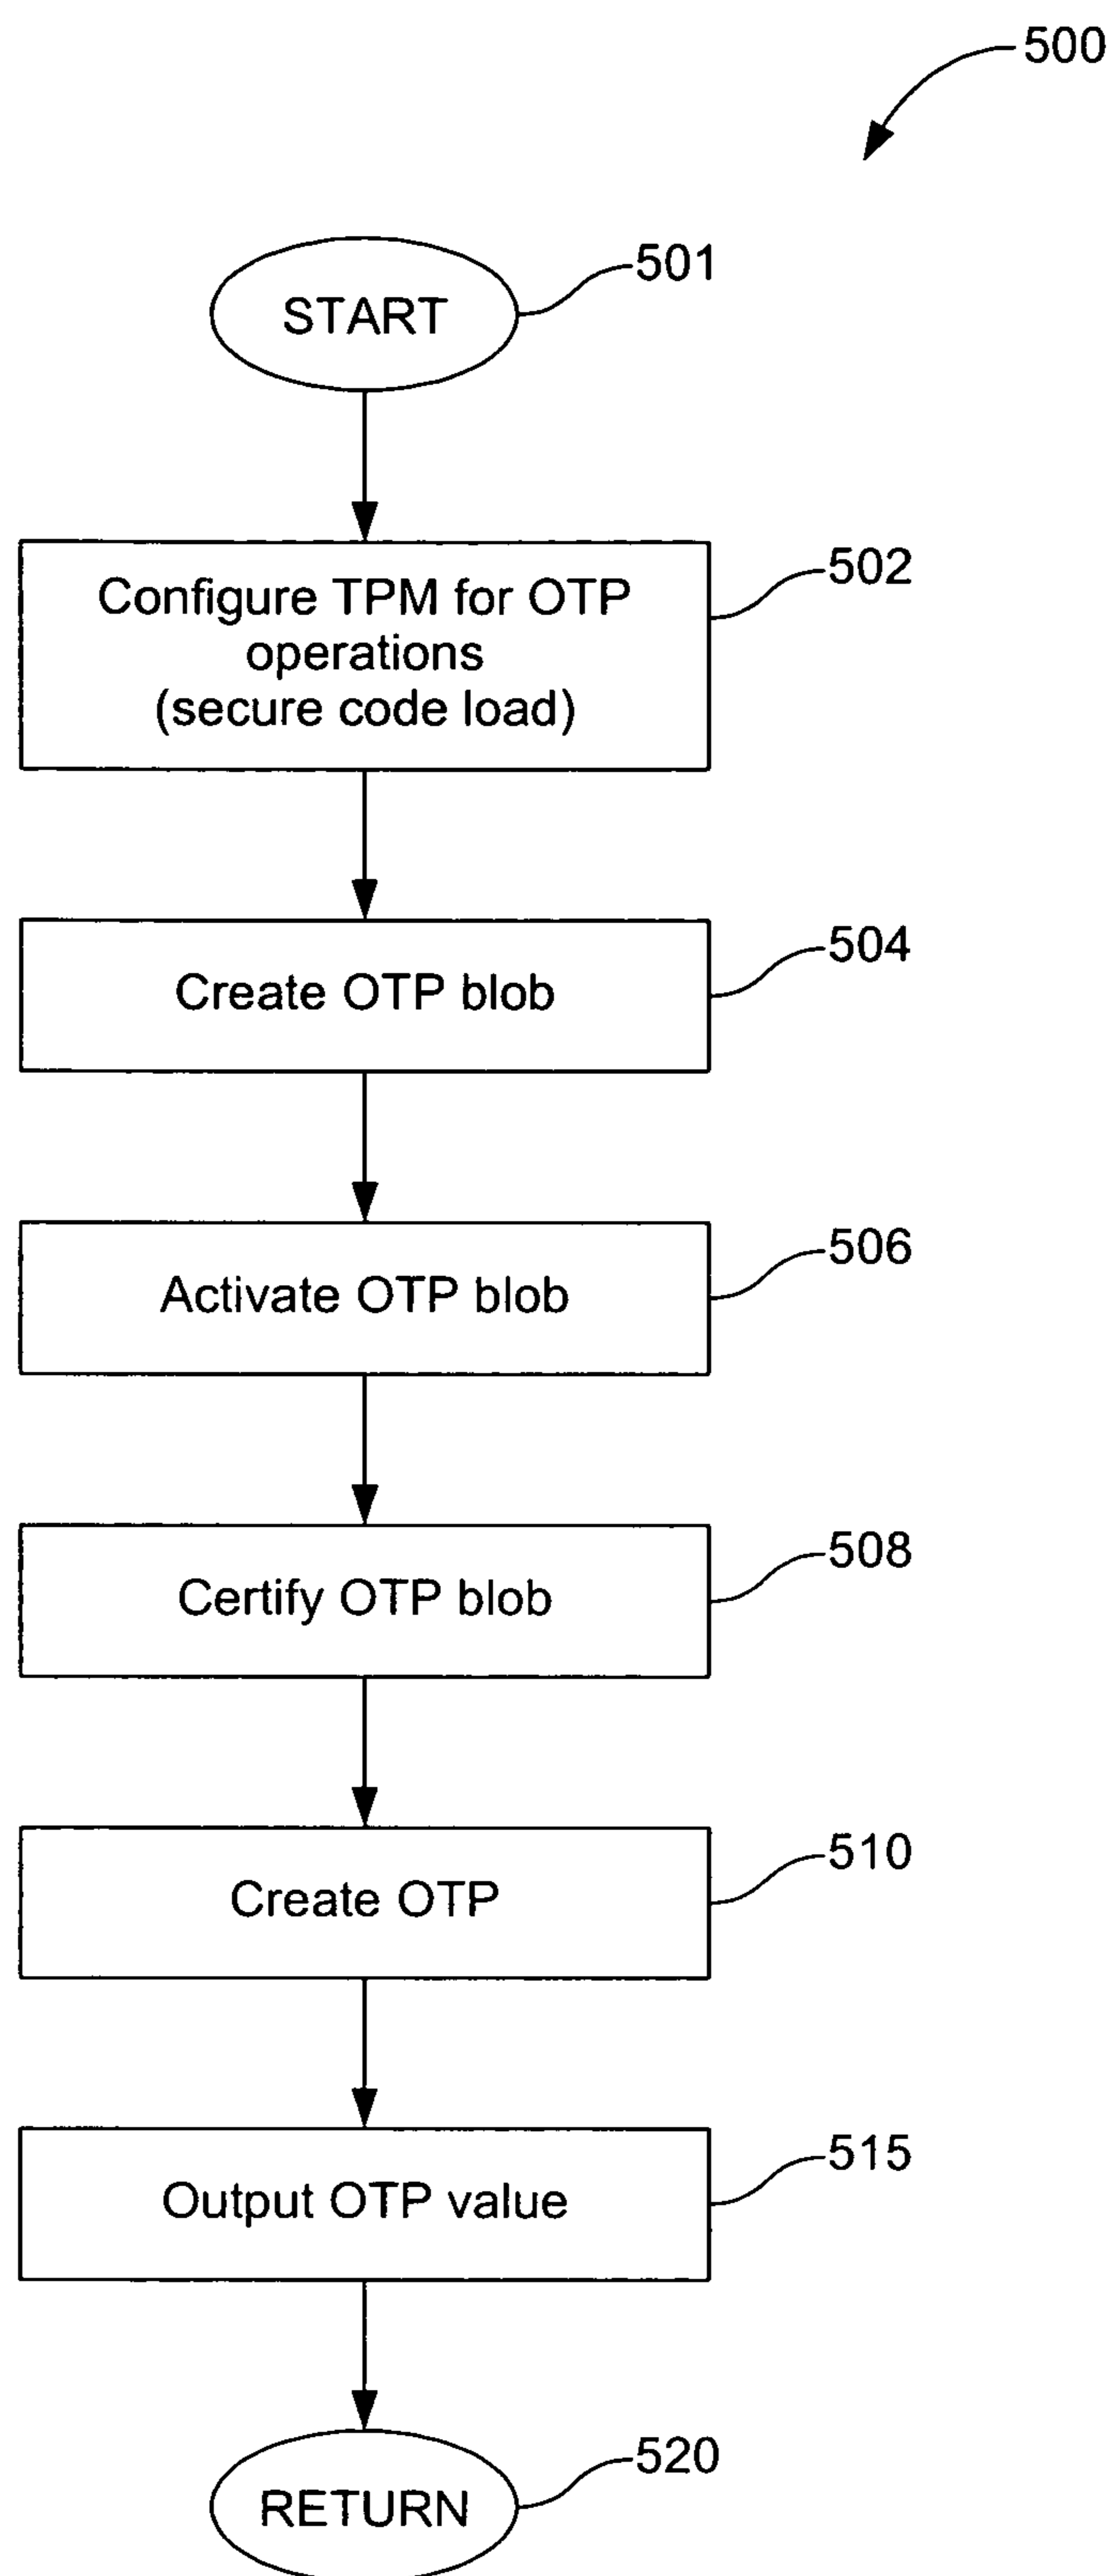 500
START
501
Configure TPM for OTP
operations
(secure code load)
502
Create OTP blob
504
Activate OTP blob
506
Certify OTP blob
508
Create OTP
510
Output OTP value
515
RETURN
520